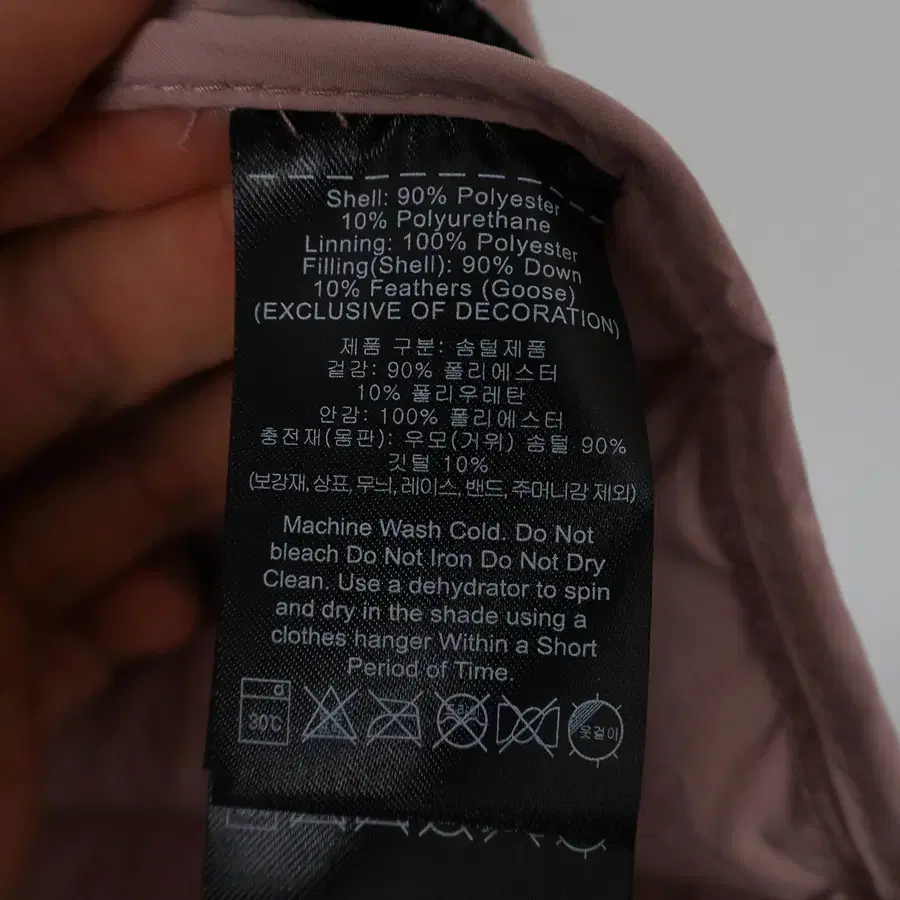 Shell: 90% Polyester
10% Polyurethane
Linning: 100% Polyester
Filling(Shell): 90% Down
10% Feathers (Goose)
(EXCLUSIVE OF DECORATION)
제품 구분: 솜털제품
겉감: 90% 폴리에스터
10% 폴리우레탄
안감: 100% 폴리에스터
충전재(몸판): 우모(거위) 솜털 90%
깃털 10%
(보강재,상표,무늬,레이스,밴드,주머니감 제외)
Machine Wash Cold. Do Not
bleach Do Not Iron Do Not Dry
Clean. Use a dehydrator to spin
and dry in the shade using a
clothes hanger Within a Short
Period of Time.
30℃ 옷걸이